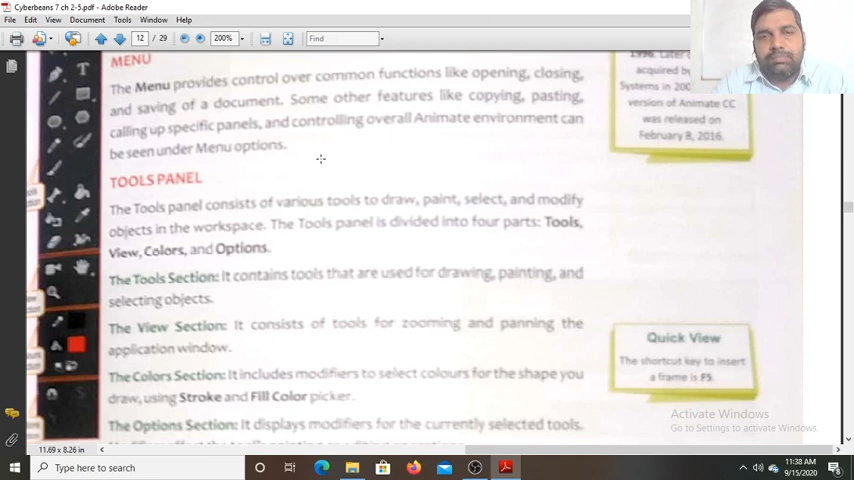 Cyberbeans 7 ch 2-5.pdf - Adobe Reader
File Edit View Document Tools Window Help
12 / 29 200% Find
MENU
The Menu provides control over common functions like opening, closing,
and saving of a document. Some other features like copying, pasting,
calling up specific panels, and controlling overall Animate environment can
be seen under Menu options.
TOOLS PANEL
The Tools panel consists of various tools to draw, paint, select, and modify
objects in the workspace. The Tools panel is divided into four parts: Tools,
View, Colors, and Options.
The Tools Section: It contains tools that are used for drawing, painting, and
selecting objects.
The View Section: It consists of tools for zooming and panning the
application window.
The Colors Section: It includes modifiers to select colours for the shape you
draw, using Stroke and Fill Color picker.
The Options Section: It displays modifiers for the currently selected tools.
1996. Later
acquired by
Systems in 200
version of Animate CC
was released on
February 8, 2016.
Quick View
The shortcut key to insert
a frame is F5.
Activate Windows
Go to Settings to activate Windows.
11.69 x 8.26 in
Type here to search
11:38 AM
9/15/2020